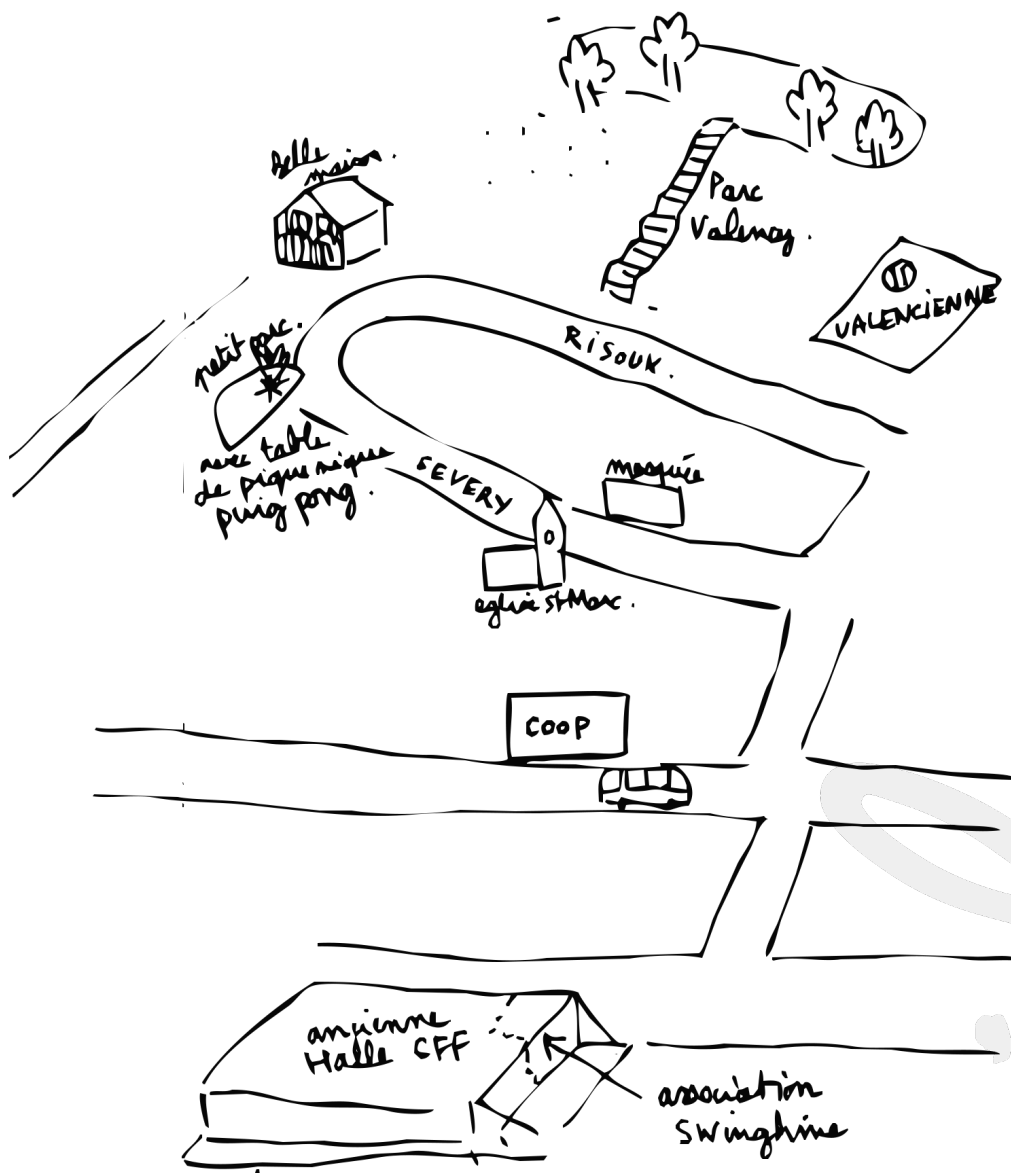 Belle
maison.
Parc
Valency.
VALENCIENNE
petit parc.
RISOUX.
avec table
de pique niques
ping pong.
SEVERY
mosquée
eglise St Marc.
COOP
ancienne
Halle CFF
association
Swinghime